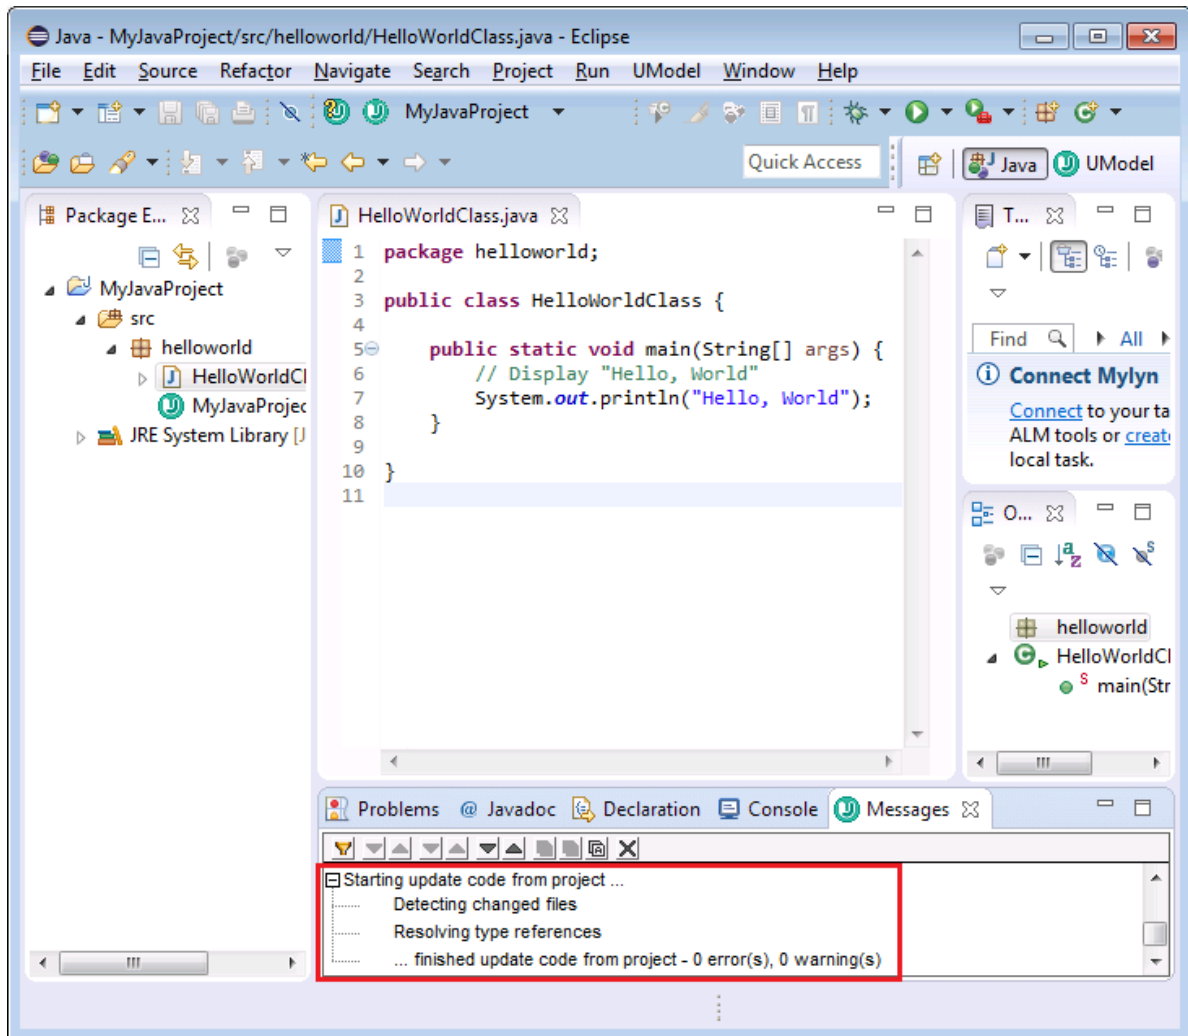 Java - MyJavaProject/src/helloworld/HelloWorldClass.java - Eclipse
File Edit Source Refactor Navigate Search Project Run UModel Window Help
MyJavaProject
Quick Access
Java
UModel
Package E...
MyJavaProject
src
helloworld
HelloWorldCl
MyJavaProjec
JRE System Library [J
HelloWorldClass.java
1 package helloworld;
2
3 public class HelloWorldClass {
4
5 public static void main(String[] args) {
6 // Display "Hello, World"
7 System.out.println("Hello, World");
8 }
9
10 }
11
T...
Find All
Connect Mylyn
Connect to your ta
ALM tools or create
local task.
O...
helloworld
HelloWorldCl
main(Str
Problems @ Javadoc Declaration Console Messages
Starting update code from project ...
Detecting changed files
Resolving type references
... finished update code from project - 0 error(s), 0 warning(s)